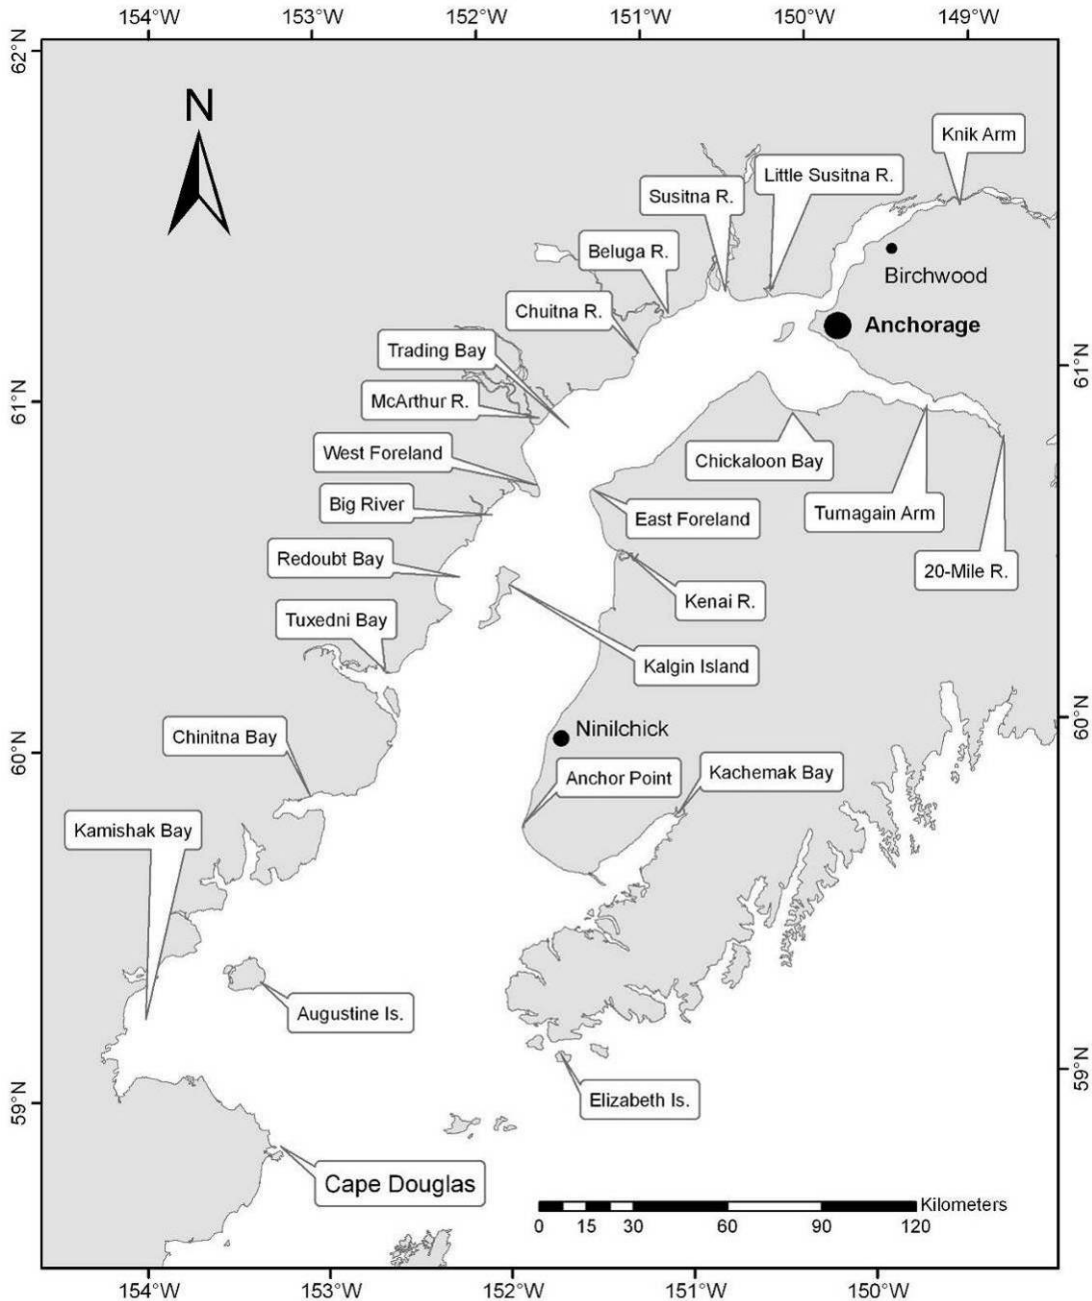 154°W 153°W 152°W 151°W 150°W 149°W
62°N
N
Knik Arm
Little Susitna R.
Susitna R.
Beluga R.
Birchwood
Chuitna R.
Anchorage
Trading Bay
61°N
61°N
McArthur R.
West Foreland
Chickaloon Bay
Big River
Turnagain Arm
East Foreland
Redoubt Bay
20-Mile R.
Kenai R.
Tuxedni Bay
Kalgin Island
60°N
Ninilchick
Chinitna Bay
60°N
Anchor Point
Kachemak Bay
Kamishak Bay
Augustine Is.
59°N
Elizabeth Is.
59°N
Cape Douglas
Kilometers
0 15 30 60 90 120
154°W 153°W 152°W 151°W 150°W